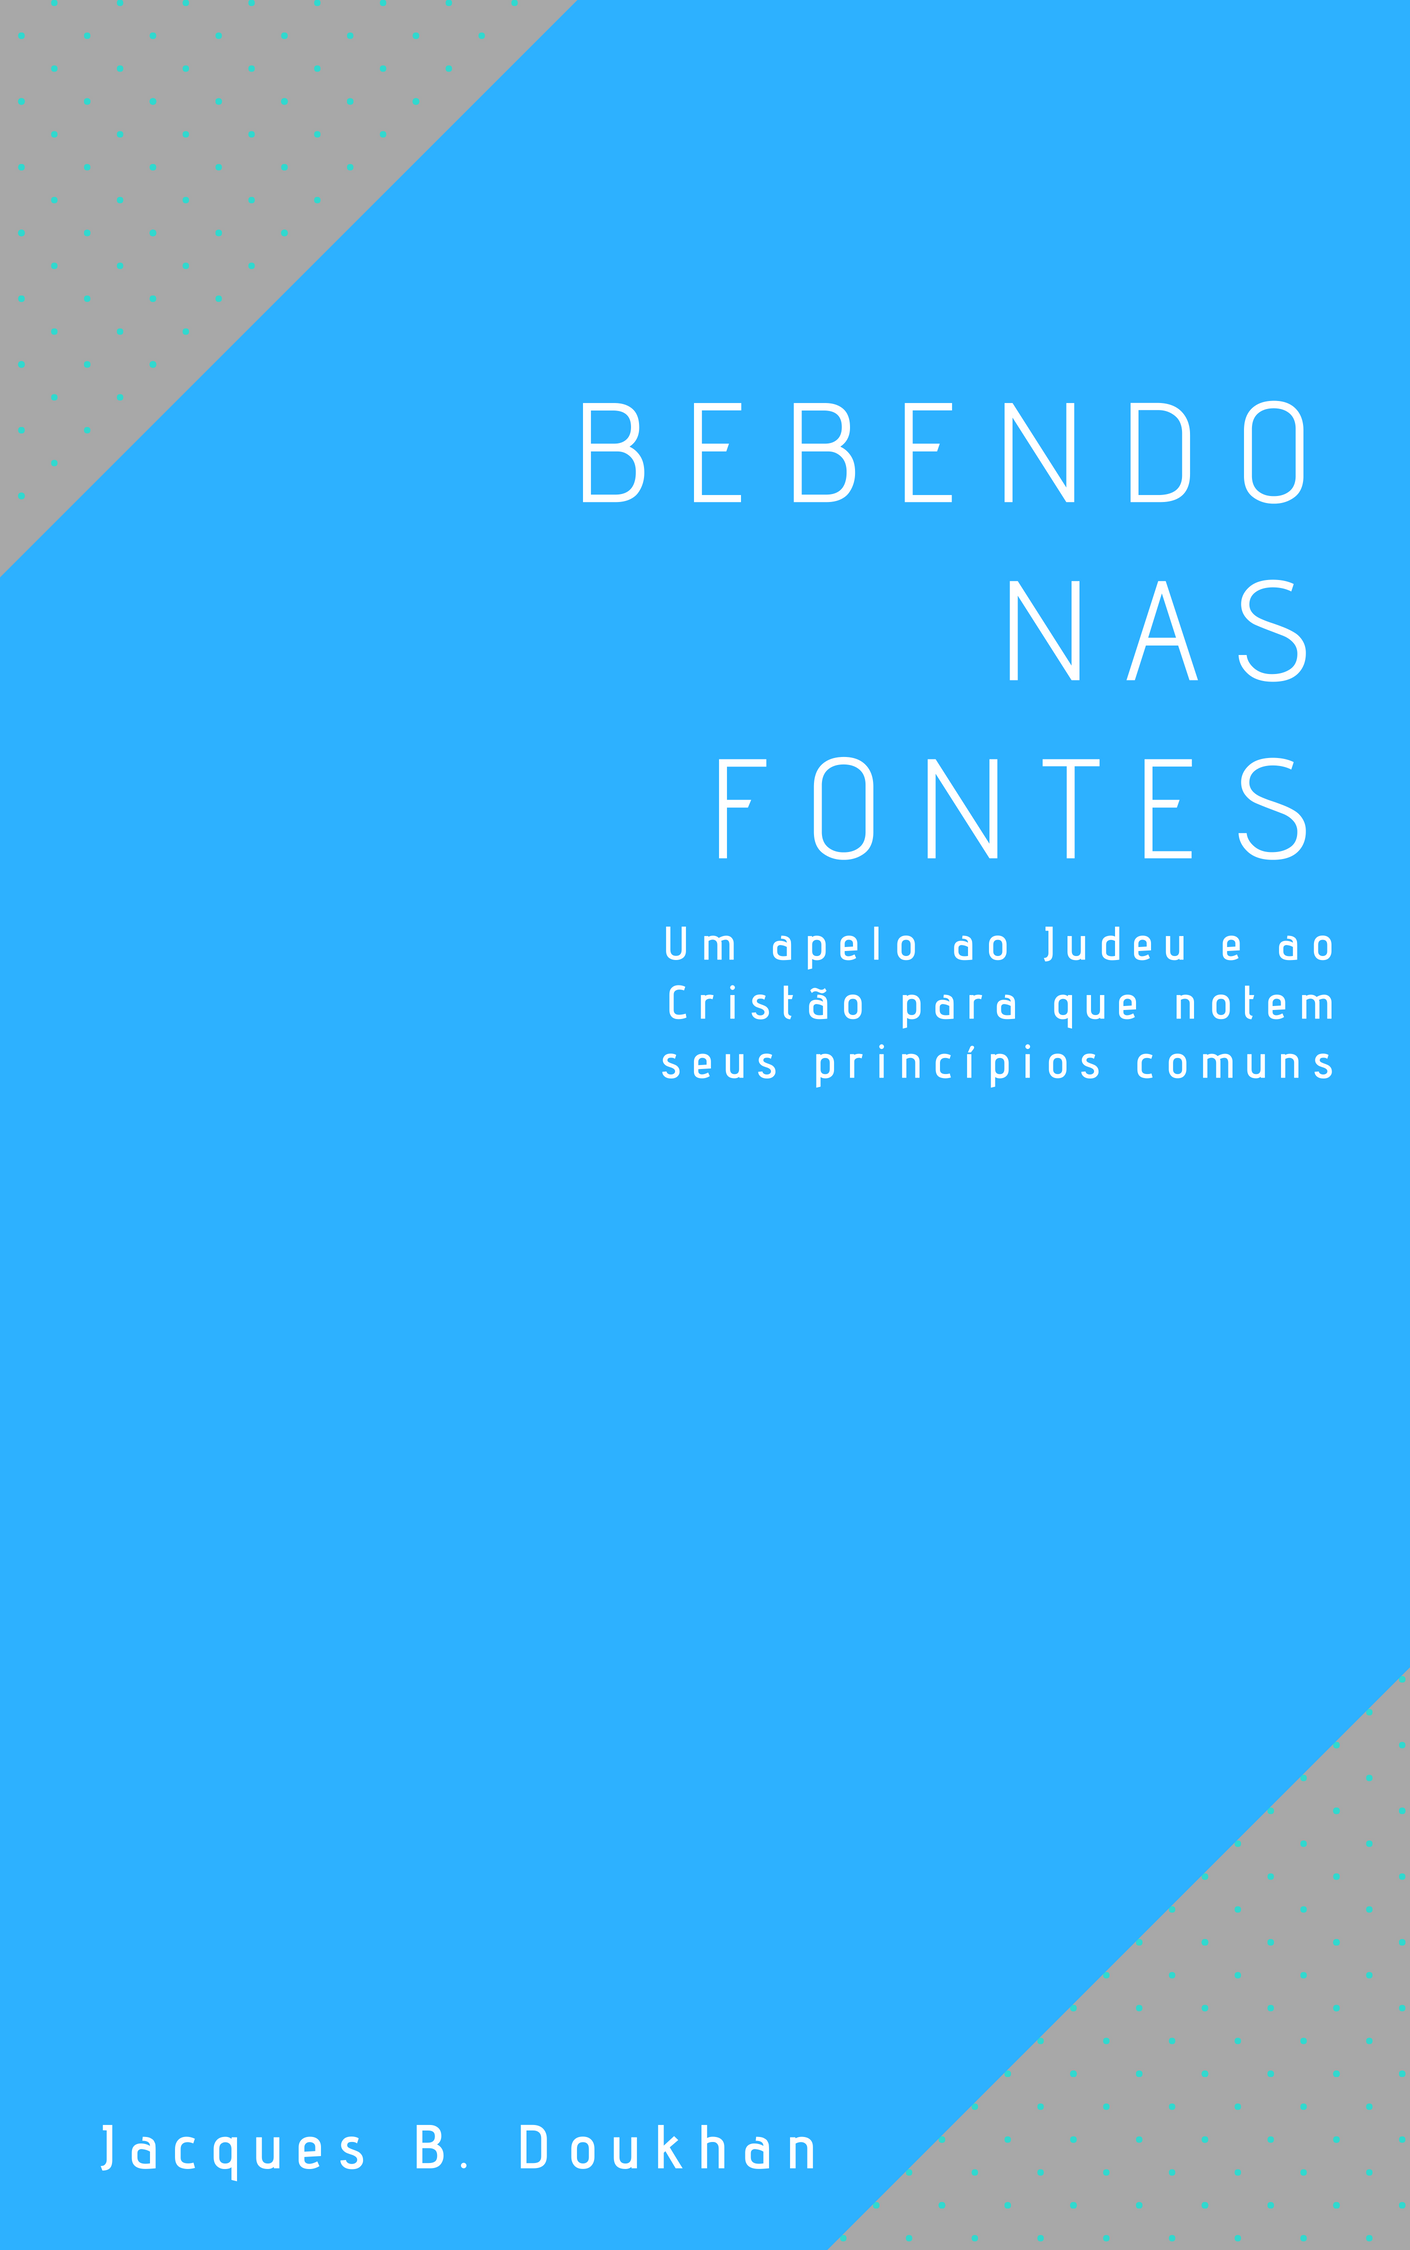 BEBENDO
NAS
FONTES
Um apelo ao Judeu e ao
Cristão para que notem
seus princípios comuns
Jacques B. Doukhan